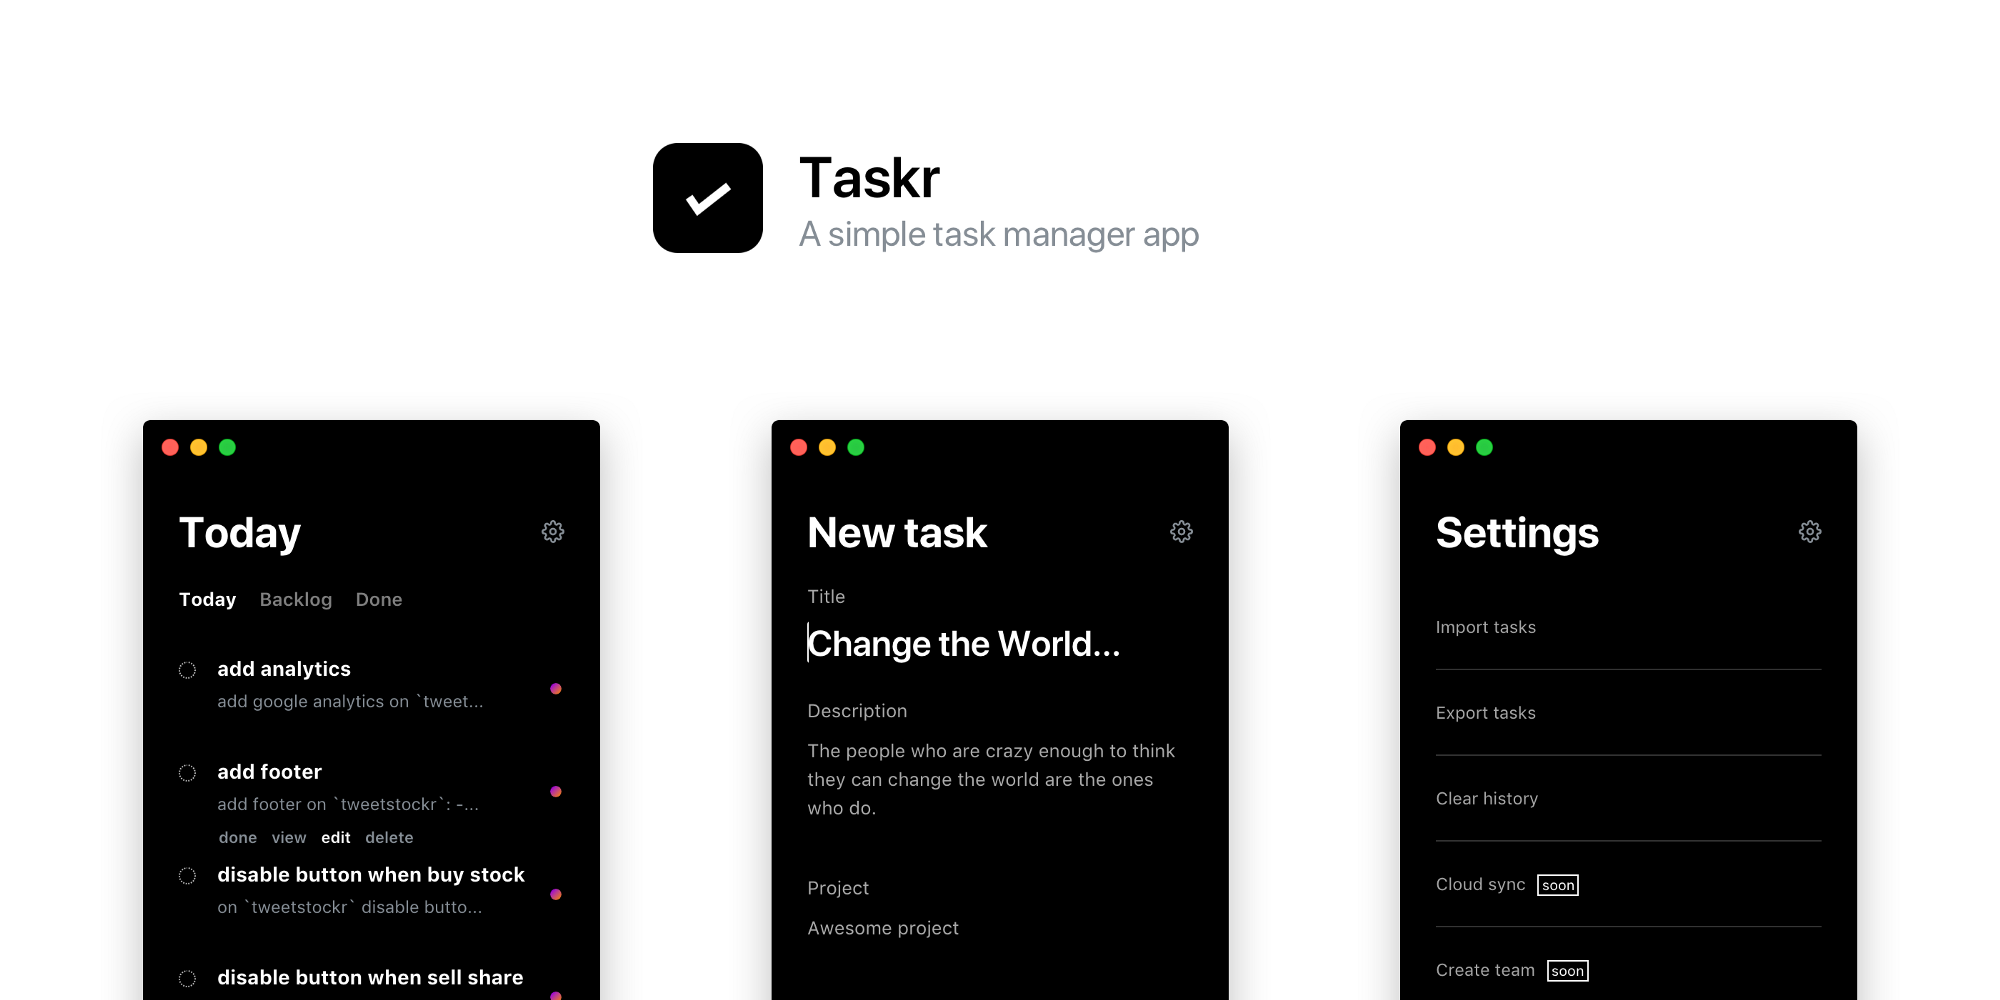 Taskr
A simple task manager app
Today
Today Backlog Done
add analytics
add google analytics on `tweet...
add footer
add footer on `tweetstockr`: -...
done view edit delete
disable button when buy stock
on `tweetstockr` disable butto...
disable button when sell share
New task
Title
Change the World...
Description
The people who are crazy enough to think
they can change the world are the ones
who do.
Project
Awesome project
Settings
Import tasks
Export tasks
Clear history
Cloud sync soon
Create team soon